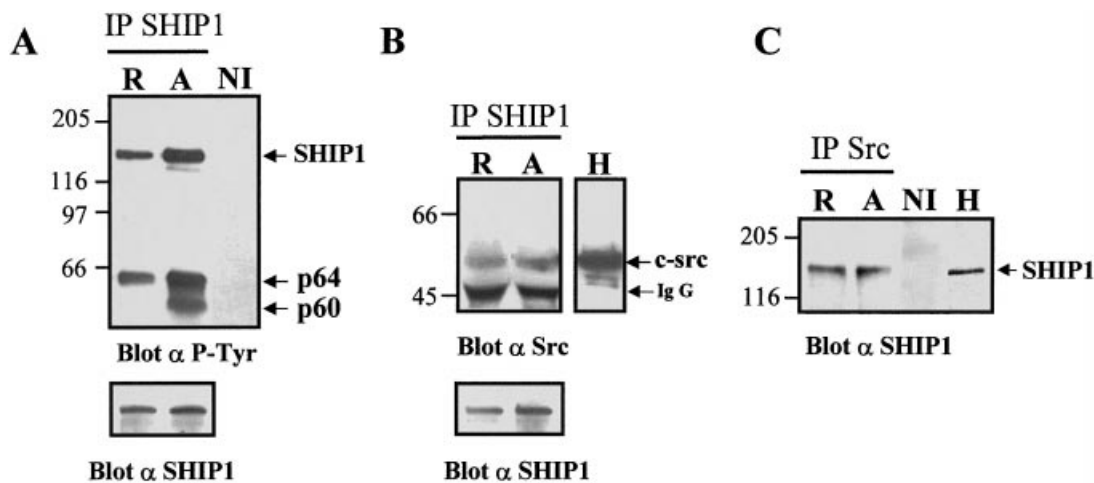 A
IP SHIP1
R A NI
205
116
97
66
SHIP1
p64
p60
Blot α P-Tyr
Blot α SHIP1
B
IP SHIP1
R A H
66
45
c-src
Ig G
Blot α Src
Blot α SHIP1
C
IP Src
R A NI H
205
116
SHIP1
Blot α SHIP1